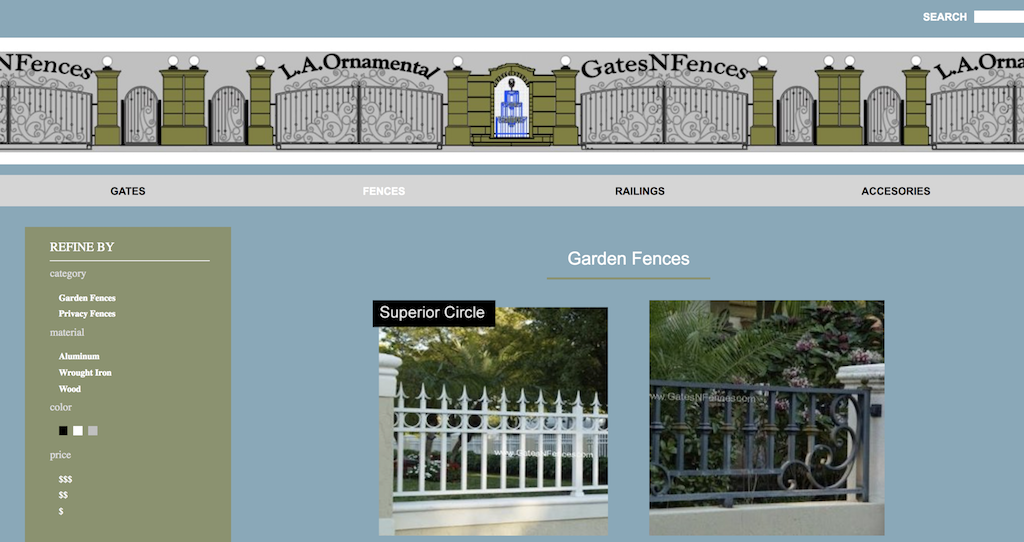 SEARCH
NFences
L.A.Ornamental
GatesNFences
L.A.Orna
GATES
FENCES
RAILINGS
ACCESORIES
REFINE BY
category
Garden Fences
Privacy Fences
material
Aluminum
Wrought Iron
Wood
color
price
$$$
$$
$
Garden Fences
Superior Circle
www.GatesNFences.com
ww.GatesNFences.com